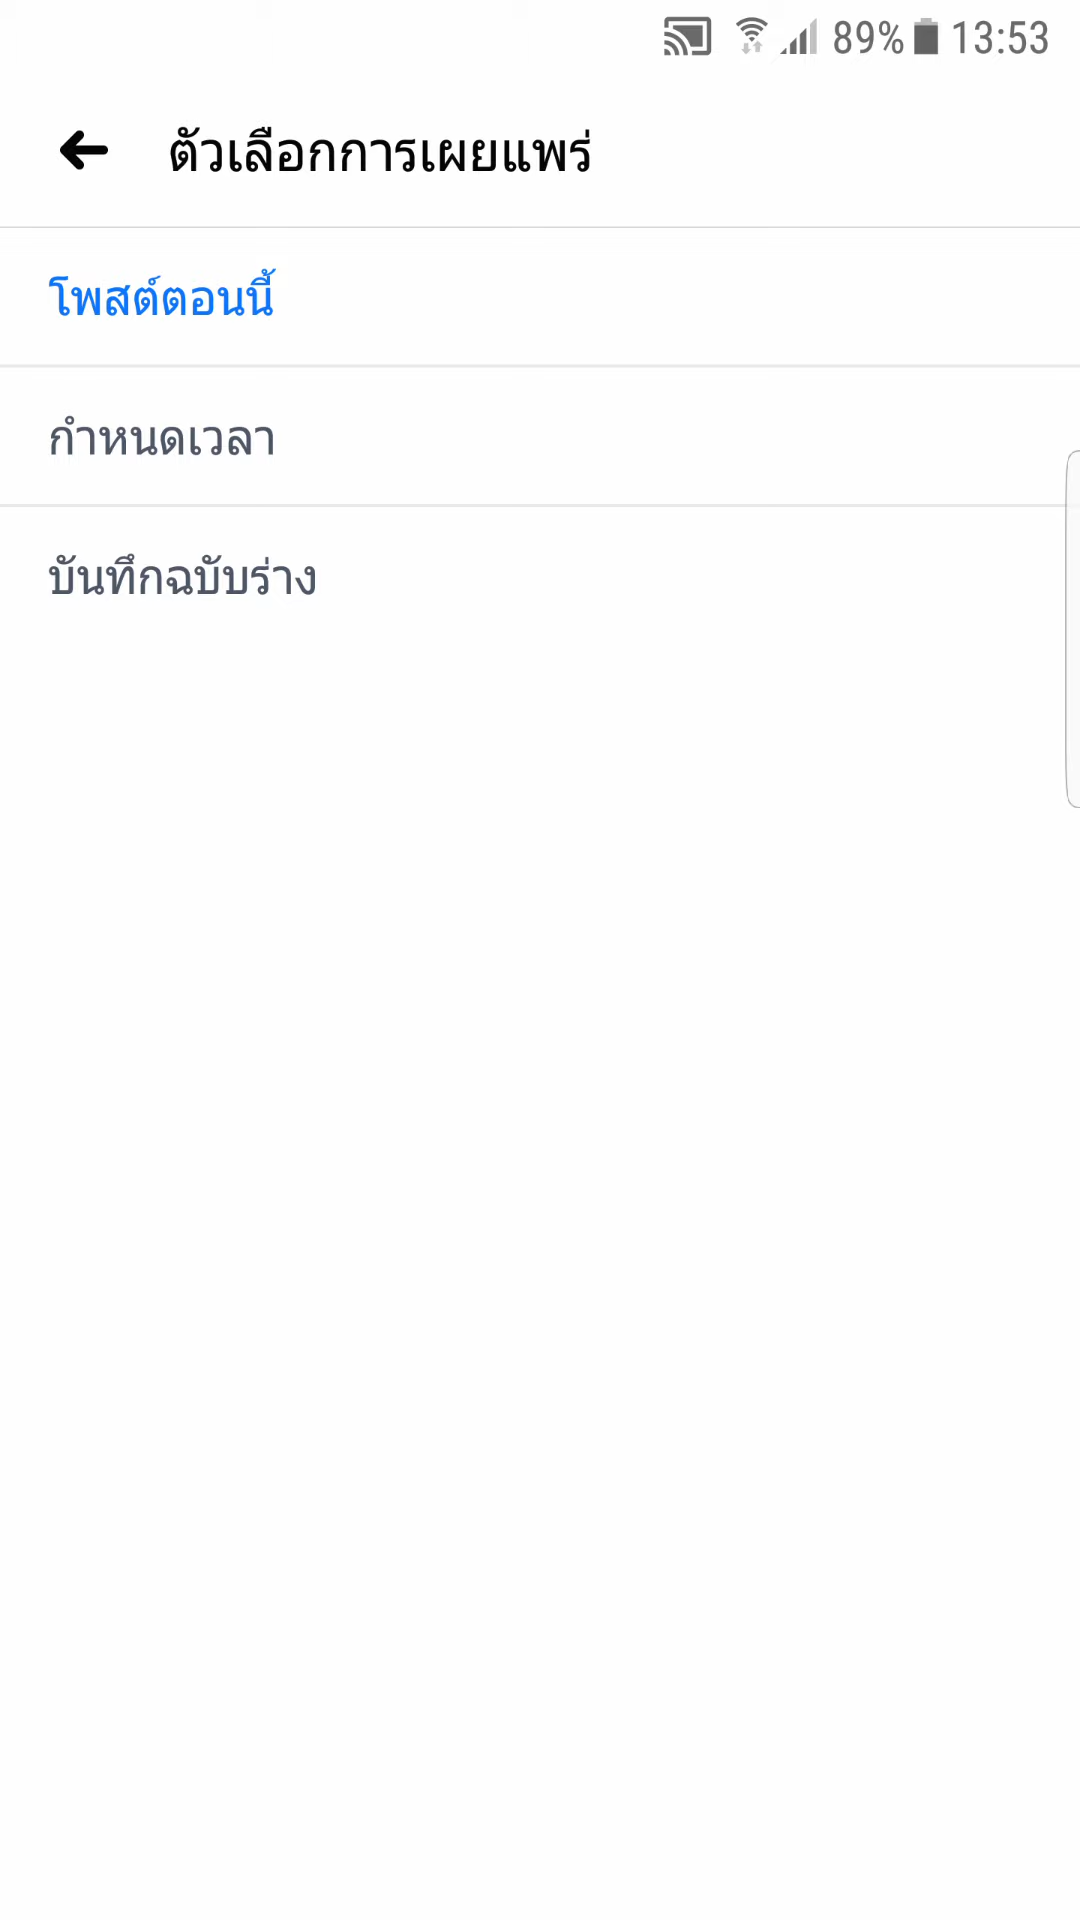 89% 13:53
ตัวเลือกการเผยแพร่
โพสต์ตอนนี้
กำหนดเวลา
บันทึกฉบับร่าง